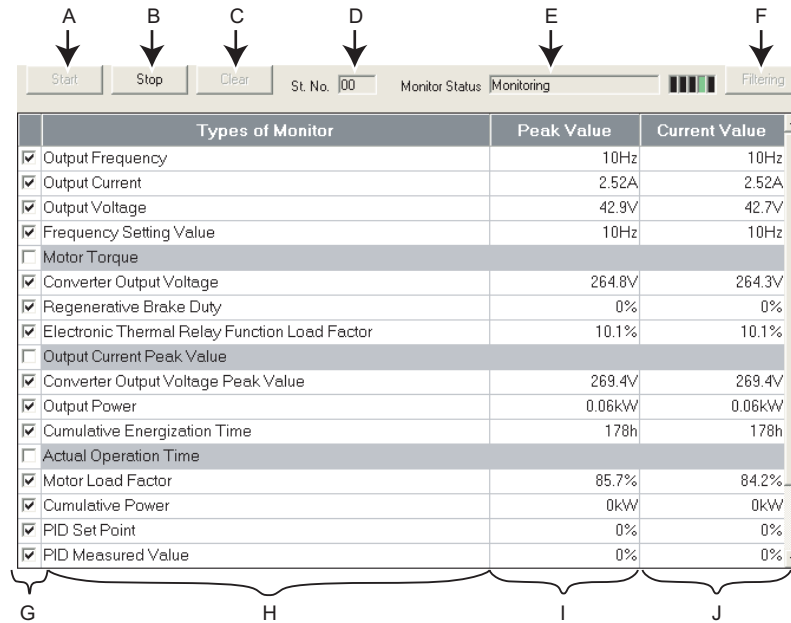 A B C D E F
Start Stop Clear St. No. 00 Monitor Status Monitoring Filtering
Types of Monitor Peak Value Current Value
Output Frequency 10Hz 10Hz
Output Current 2.52A 2.52A
Output Voltage 42.9V 42.7V
Frequency Setting Value 10Hz 10Hz
Motor Torque
Converter Output Voltage 264.8V 264.3V
Regenerative Brake Duty 0% 0%
Electronic Thermal Relay Function Load Factor 10.1% 10.1%
Output Current Peak Value
Converter Output Voltage Peak Value 269.4V 269.4V
Output Power 0.06kW 0.06kW
Cumulative Energization Time 178h 178h
Actual Operation Time
Motor Load Factor 85.7% 84.2%
Cumulative Power 0kW 0kW
PID Set Point 0% 0%
PID Measured Value 0% 0%
G H I J